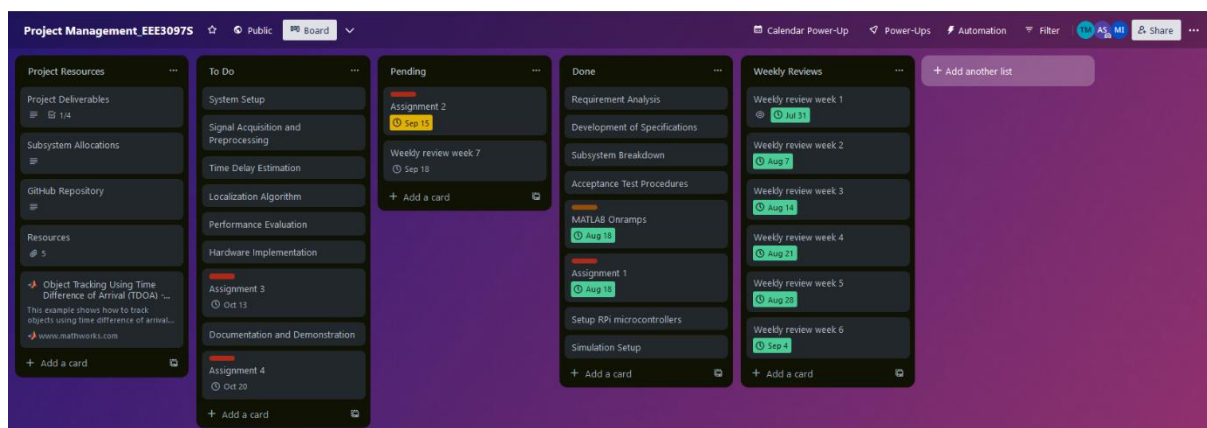 Project Management_EEE3097S
Public
Board
Calendar Power-Up
Power-Ups
Automation
Filter
TM
AS
MI
Share
Project Resources
Project Deliverables
1/4
Subsystem Allocations
GitHub Repository
Resources
5
Object Tracking Using Time
Difference of Arrival (TDOA) -...
This example shows how to track
objects using time difference of arrival...
www.mathworks.com
+ Add a card
To Do
System Setup
Signal Acquisition and
Preprocessing
Time Delay Estimation
Localization Algorithm
Performance Evaluation
Hardware Implementation
Assignment 3
Oct 13
Documentation and Demonstration
Assignment 4
Oct 20
+ Add a card
Pending
Assignment 2
Sep 15
Weekly review week 7
Sep 18
+ Add a card
Done
Requirement Analysis
Development of Specifications
Subsystem Breakdown
Acceptance Test Procedures
MATLAB Onramps
Aug 18
Assignment 1
Aug 18
Setup RPi microcontrollers
Simulation Setup
+ Add a card
Weekly Reviews
Weekly review week 1
Jul 31
Weekly review week 2
Aug 7
Weekly review week 3
Aug 14
Weekly review week 4
Aug 21
Weekly review week 5
Aug 28
Weekly review week 6
Sep 4
+ Add a card
+ Add another list